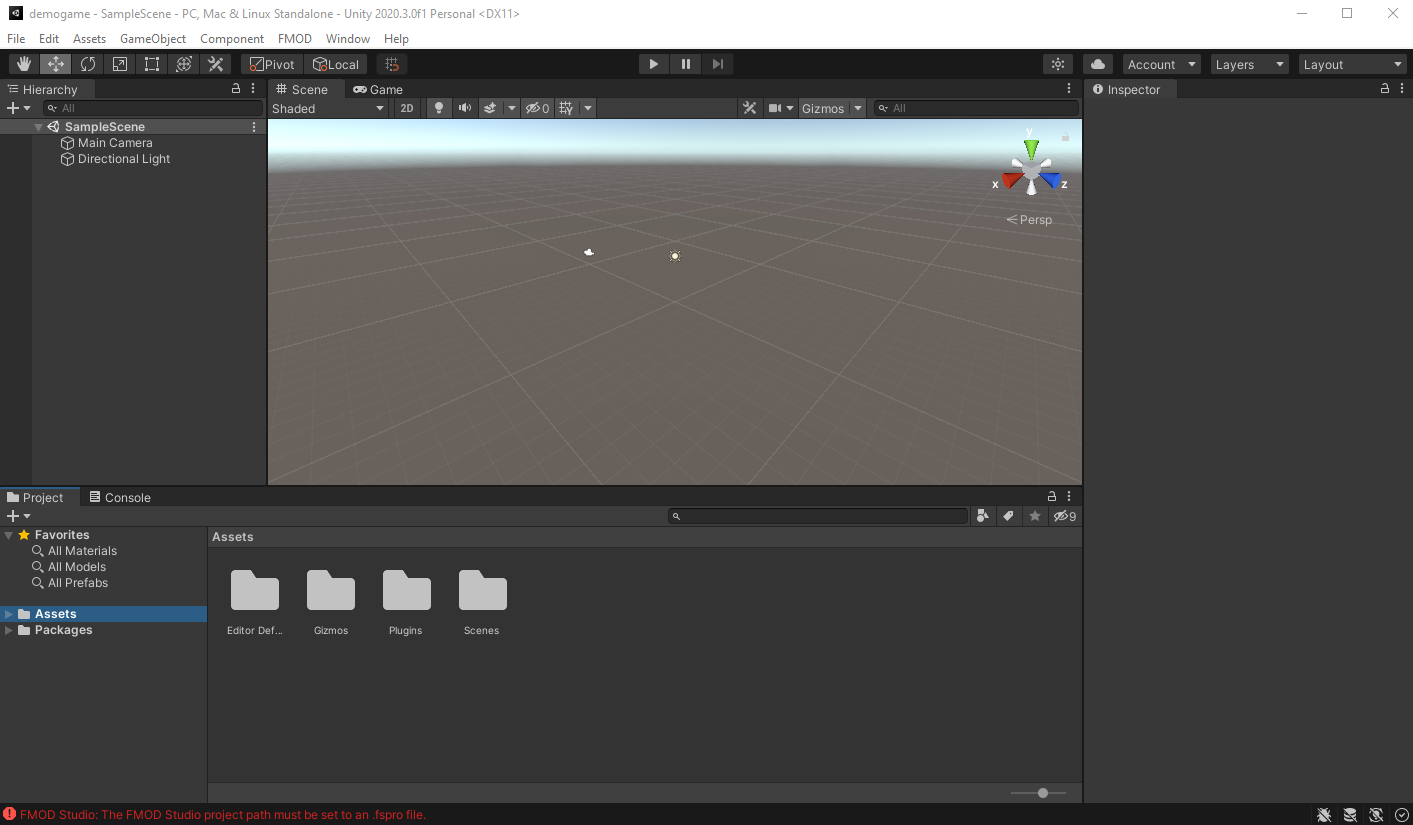 demogame - SampleScene - PC, Mac & Linux Standalone - Unity 2020.3.0f1 Personal <DX11>
File Edit Assets GameObject Component FMOD Window Help
Pivot Local Account Layers Layout
Hierarchy
All
SampleScene
Main Camera
Directional Light
Scene Game
Shaded 2D 0 Gizmos All
y
x z
Persp
Inspector
Project Console
9
Favorites
All Materials
All Models
All Prefabs
Assets
Packages
Assets
Editor Def... Gizmos Plugins Scenes
FMOD Studio: The FMOD Studio project path must be set to an .fspro file.